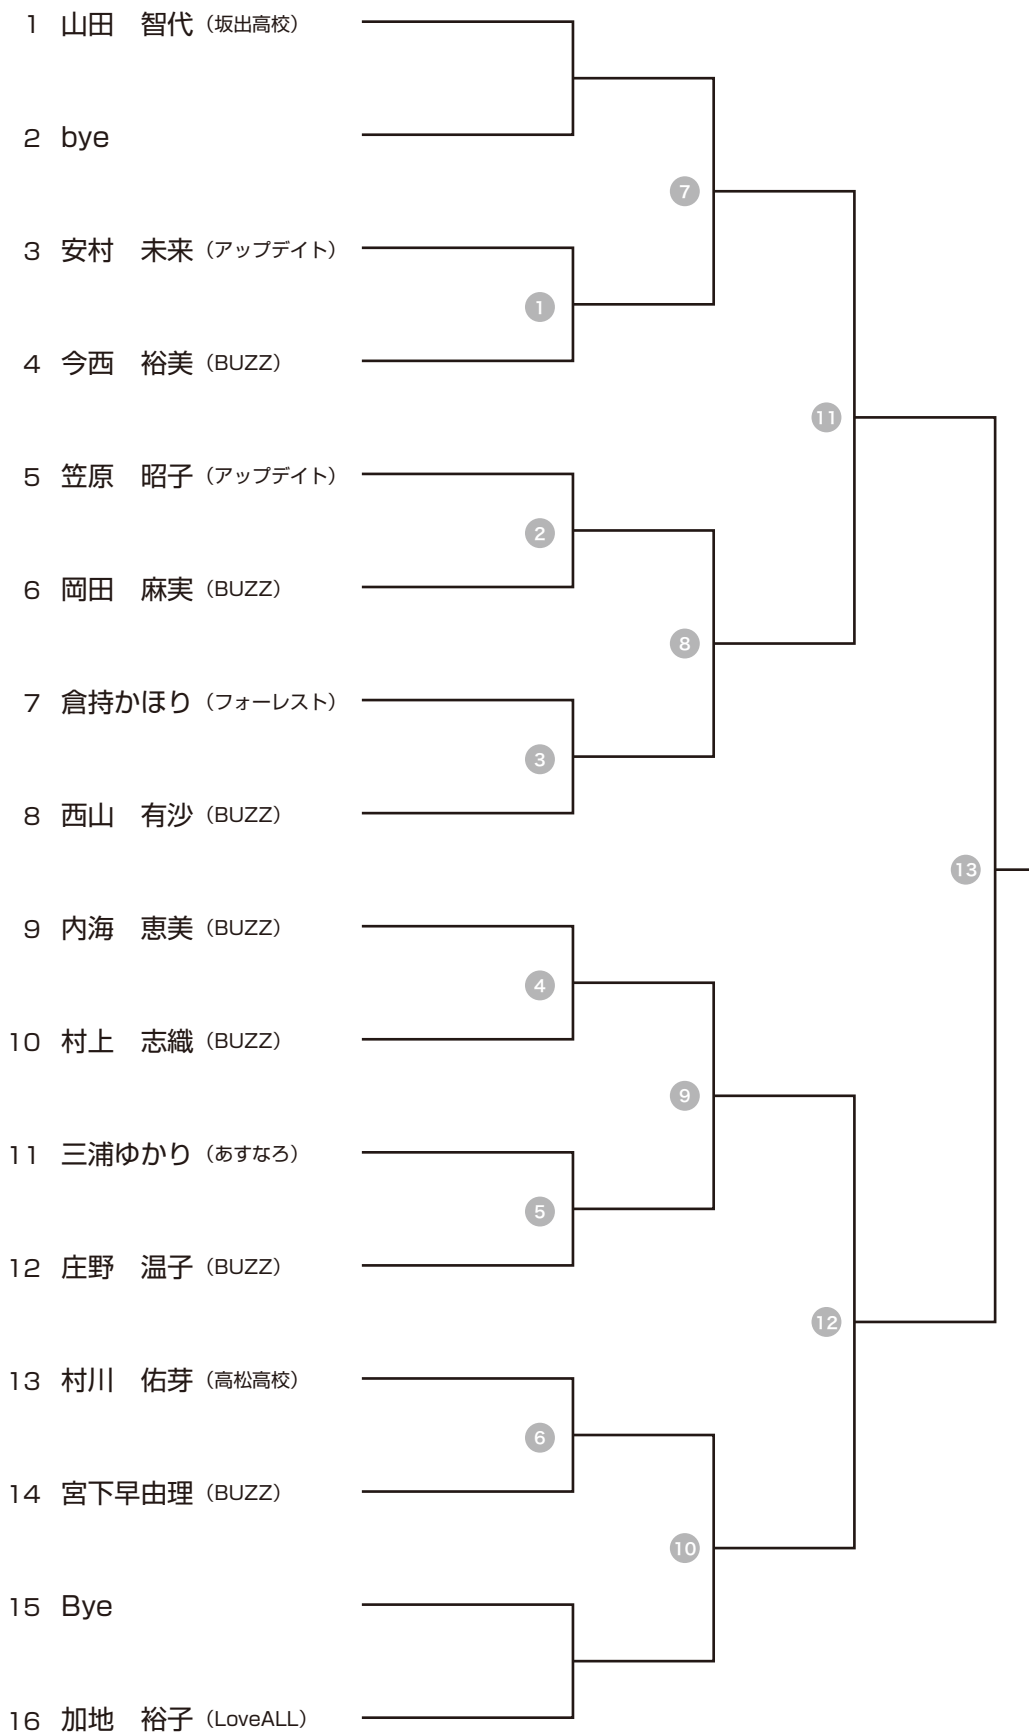 1 山田　智代（坂出高校）
2 bye
⑦
3 安村　未来（アップデイト）
①
4 今西　裕美（BUZZ）
⑪
5 笠原　昭子（アップデイト）
②
6 岡田　麻実（BUZZ）
⑧
7 倉持かほり（フォーレスト）
③
8 西山　有沙（BUZZ）
⑬
9 内海　恵美（BUZZ）
④
10 村上　志織（BUZZ）
⑨
11 三浦ゆかり（あすなろ）
⑤
12 庄野　温子（BUZZ）
⑫
13 村川　佑芽（高松高校）
⑥
14 宮下早由理（BUZZ）
⑩
15 Bye
16 加地　裕子（LoveALL）